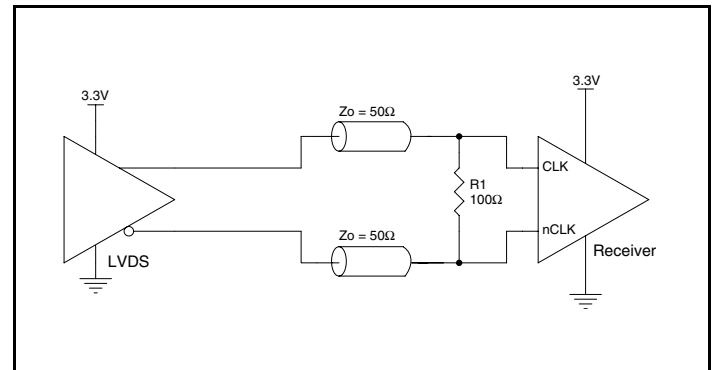 3.3V
3.3V
Zo = 50Ω
CLK
R1
100Ω
nCLK
Zo = 50Ω
Receiver
LVDS